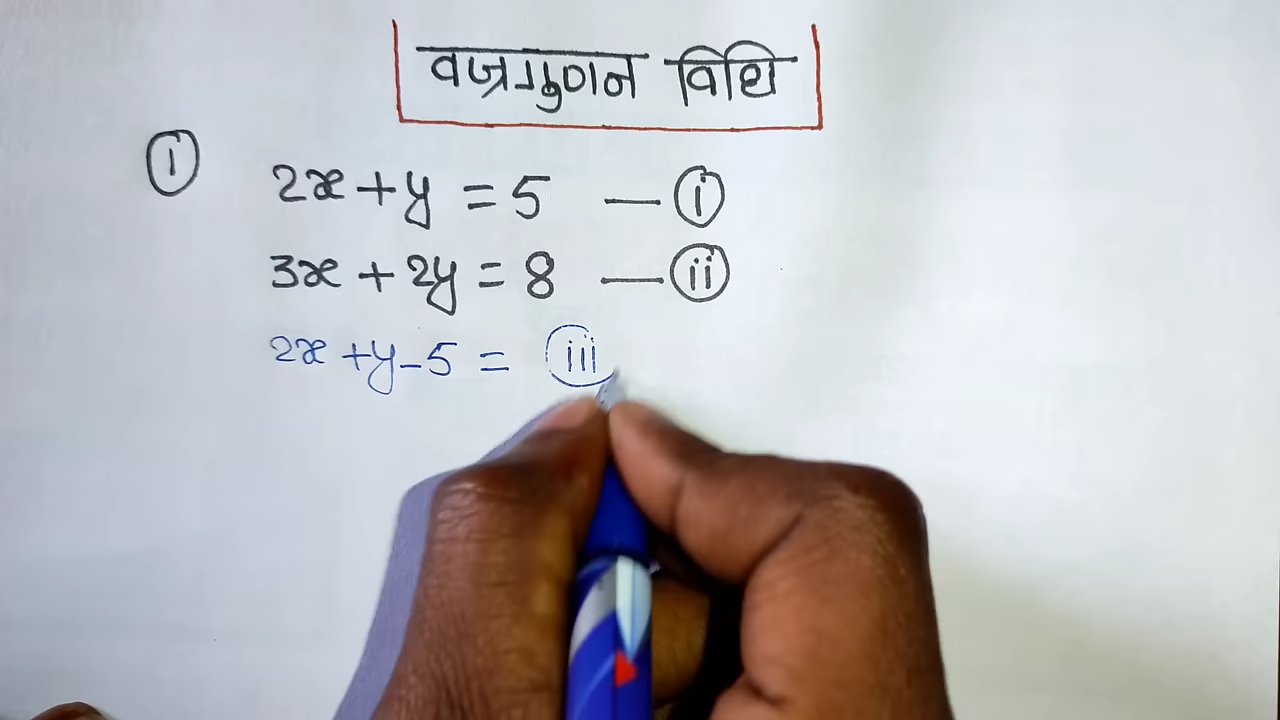 वज्रगुणन विधि
① 2x + y = 5 — (i)
3x + 2y = 8 — (ii)
2x + y - 5 = (iii)